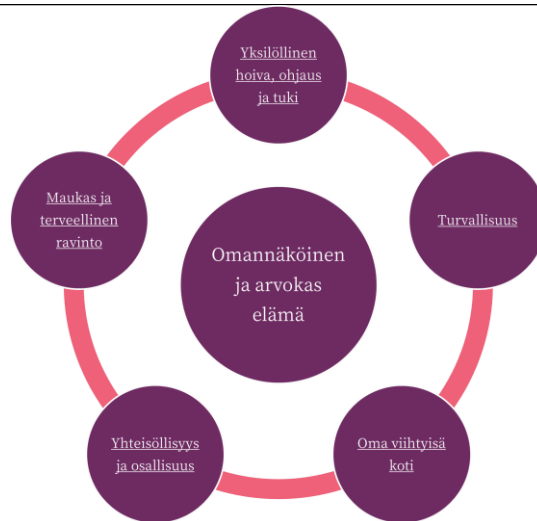 Yksilöllinen
hoiva, ohjaus
ja tuki
Maukas ja
terveellinen
ravinto
Turvallisuus
Omannäköinen
ja arvokas
elämä
Yhteisöllisyys
ja osallisuus
Oma viihtyisä
koti